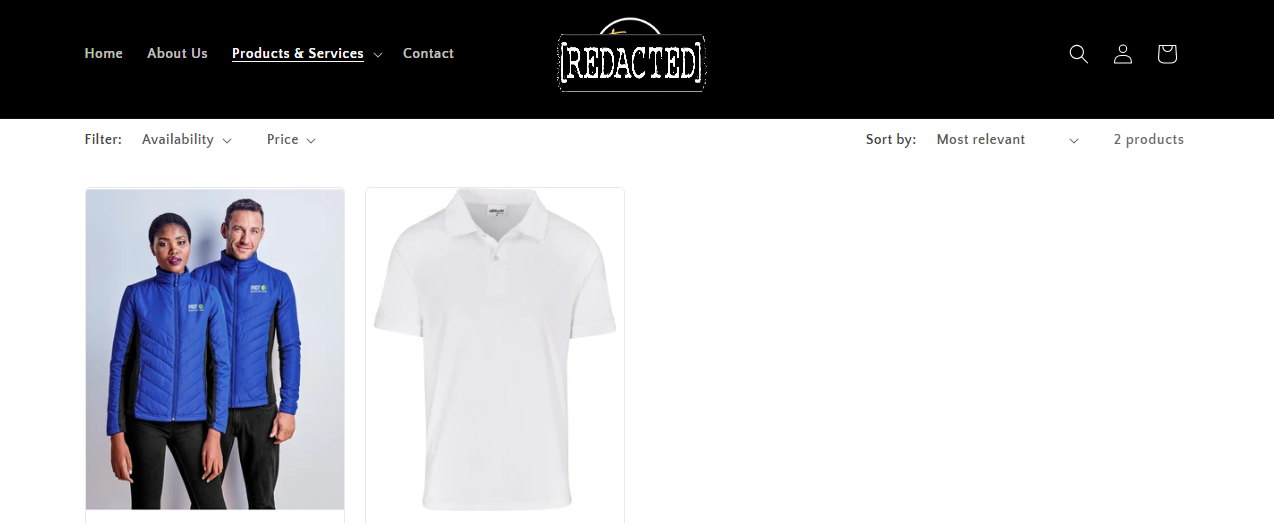 Home About Us Products & Services Contact
[REDACTED]
Filter: Availability Price Sort by: Most relevant 2 products